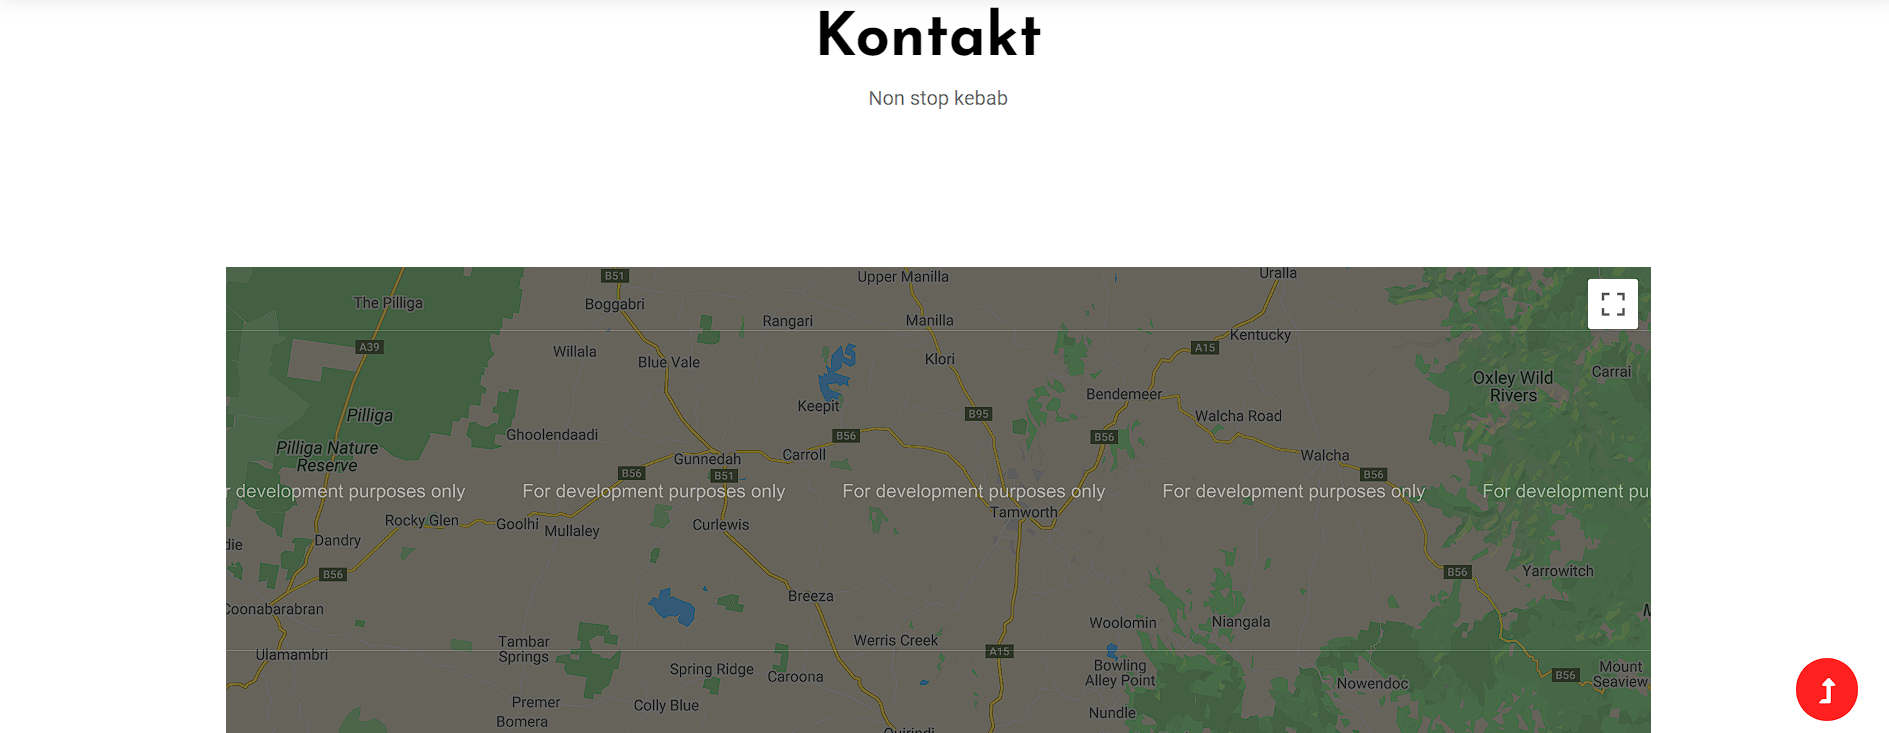 Kontakt
Non stop kebab
B51
Upper Manilla
Uralla
The Pilliga
Boggabri
Rangari
Manilla
Kentucky
A39
Willala
Blue Vale
Klori
A15
Oxley Wild
Rivers
Carrai
Keepit
Bendemeer
Pilliga
B95
Walcha Road
Ghoolendaadi
B56
B56
Pilliga Nature
Reserve
Gunnedah
Carroll
Walcha
B56
B51
B56
r development purposes only
For development purposes only
For development purposes only
For development purposes only
For development pu
Tamworth
Rocky Glen
Goolhi
Mullaley
Curlewis
die
Dandry
B56
B56
Yarrowitch
Coonabarabran
Breeza
Woolomin
Niangala
Tambar
Springs
Werris Creek
Ulamambri
A15
Spring Ridge
Caroona
Bowling
Alley Point
Nowendoc
B56
Mount
Seaview
Premer
Colly Blue
Bomera
Nundle
Quirindi